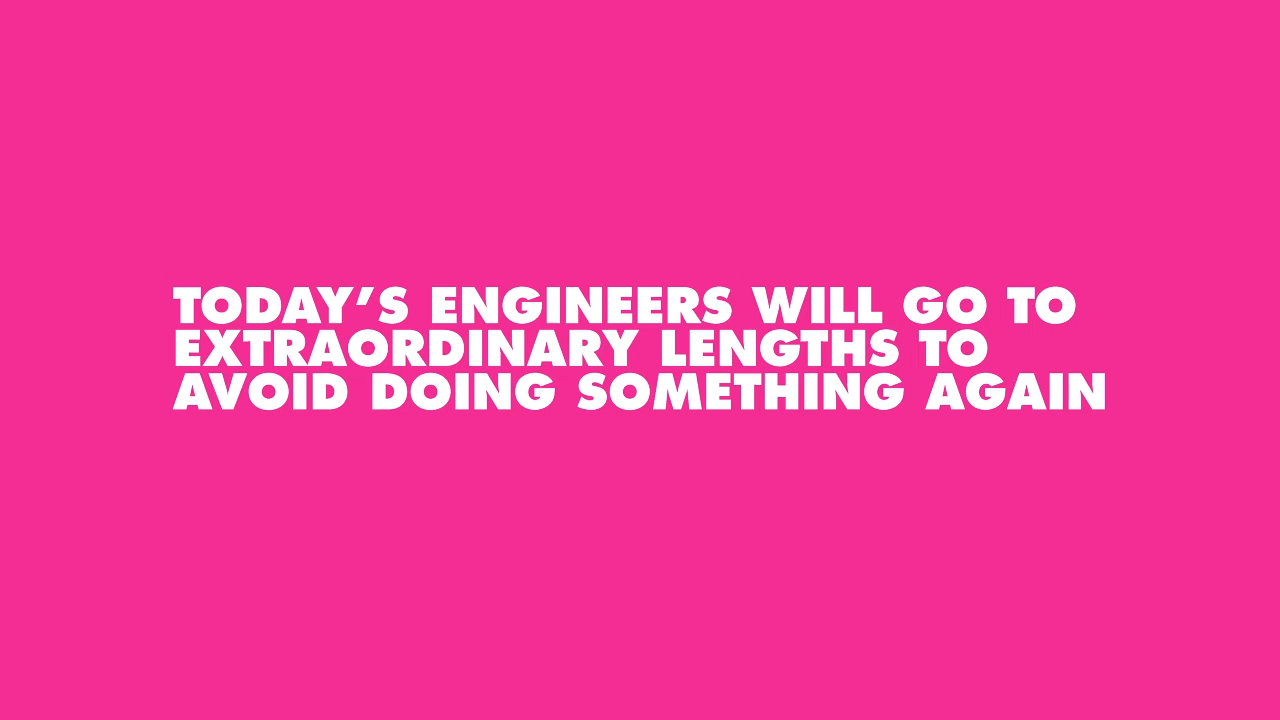 TODAY’S ENGINEERS WILL GO TO
EXTRAORDINARY LENGTHS TO
AVOID DOING SOMETHING AGAIN